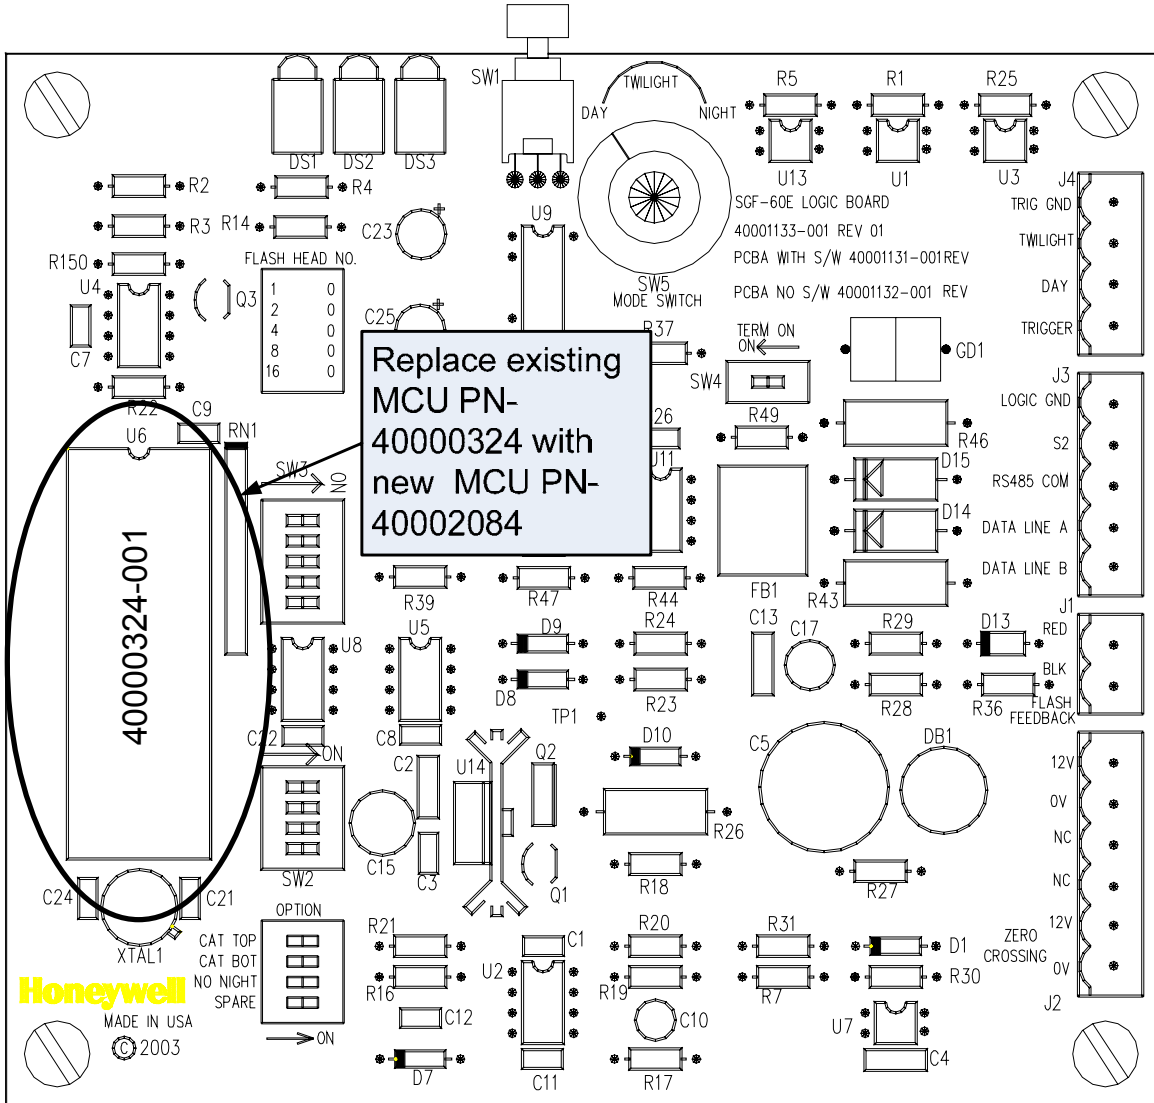 SW1
TWILIGHT
DAY
NIGHT
R5
R1
R25
DS1
DS2
DS3
U13
U1
U3
J4
R2
R4
SGF-60E LOGIC BOARD
TRIG GND
R3
R14
C23
U9
40001133-001 REV 01
TWILIGHT
R150
FLASH HEAD NO.
PCBA WITH S/W 40001131-001REV
U4
Q3
1 0
2 0
4 0
8 0
16 0
SW5
MODE SWITCH
PCBA NO S/W 40001132-001 REV
DAY
C25
R37
TERM ON
ON
TRIGGER
C7
GD1
Replace existing
MCU PN-
40000324 with
new MCU PN-
40002084
SW4
J3
R22
C9
26
R49
LOGIC GND
U6
RN1
R46
S2
SW3
ON
U11
D15
RS485 COM
D14
DATA LINE A
40000324-001
R39
R47
R44
FB1
R43
DATA LINE B
J1
U8
U5
D9
R24
C13
C17
R29
D13
RED
BLK
D8
R23
R28
R36
FLASH
FEEDBACK
TP1
C22
C8
ON
C2
U14
Q2
D10
C5
DB1
12V
0V
R26
NC
C15
C3
Q1
R18
R27
SW2
NC
C24
C21
OPTION
XTAL1
R21
C1
R20
R31
D1
12V
ZERO
CROSSING
CAT TOP
CAT BOT
NO NIGHT
SPARE
R16
U2
R19
R7
R30
0V
J2
Honeywell
MADE IN USA
© 2003
ON
C12
C10
U7
D7
C11
R17
C4